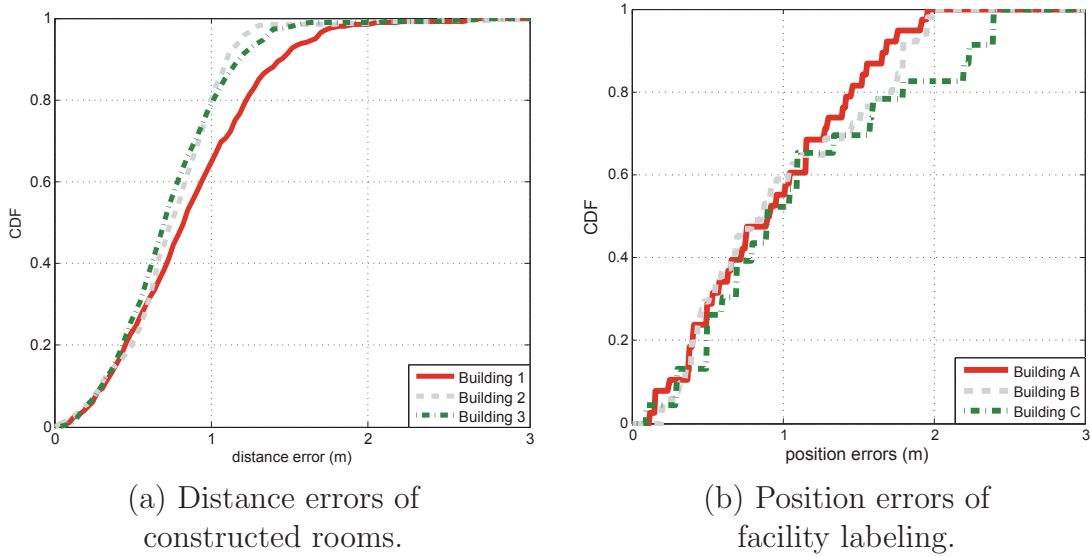 1
0.8
0.6
0.4
0.2
0
CDF
0
1
2
3
distance error (m)
Building 1
Building 2
Building 3
(a) Distance errors of
constructed rooms.
1
0.8
0.6
0.4
0.2
0
CDF
0
1
2
3
position errors (m)
Building A
Building B
Building C
(b) Position errors of
facility labeling.